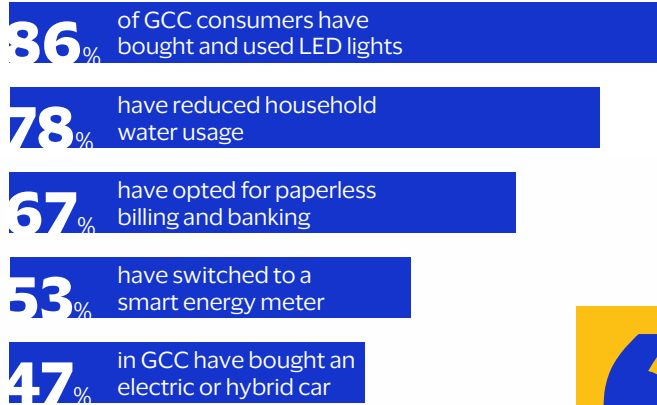 86% of GCC consumers have
bought and used LED lights
78% have reduced household
water usage
67% have opted for paperless
billing and banking
53% have switched to a
smart energy meter
47% in GCC have bought an
electric or hybrid car